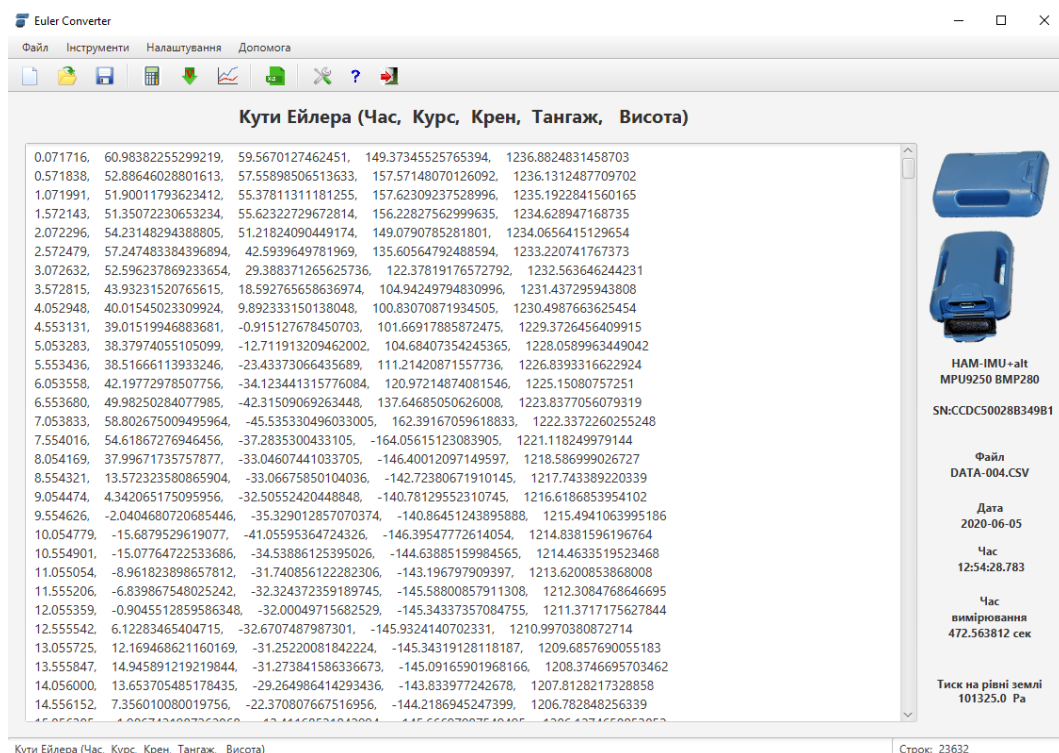 Euler Converter
Файл Інструменти Налаштування Допомога
Кути Ейлера (Час, Курс, Крен, Тангаж, Висота)
0.071716, 60.98382255299219, 59.5670127462451, 149.37345525765394, 1236.8824831458703
0.571838, 52.88646028801613, 57.55898506513633, 157.57148070126092, 1236.1312487709702
1.071991, 51.90011793623412, 55.37811311181255, 157.62309237528996, 1235.1922841560165
1.572143, 51.35072230653234, 55.62322729672814, 156.22827562999635, 1234.628947168735
2.072296, 54.23148294388805, 51.21824090449174, 149.0790785281801, 1234.0656415129654
2.572479, 57.247483384396894, 42.5939649781969, 135.60564792488594, 1233.220741767373
3.072632, 52.596237869233654, 29.388371265625736, 122.37819176572792, 1232.563646244231
3.572815, 43.93231520765615, 18.592765658636974, 104.94249794830996, 1231.437295943808
4.052948, 40.01545023309924, 9.892333150138048, 100.83070871934505, 1230.4987663625454
4.553131, 39.01519946883681, -0.915127678450703, 101.66917885872475, 1229.3726456409915
5.053283, 38.37974055105099, -12.711913209462002, 104.68407354245365, 1228.0589963449042
5.553436, 38.51666113933246, -23.43373066435689, 111.21420871557736, 1226.8393316622924
6.053558, 42.19772978507756, -34.123441315776084, 120.97214874081546, 1225.15080757251
6.553680, 49.98250284077985, -42.31509069263448, 137.64685050626008, 1223.8377056079319
7.053833, 58.802675009495964, -45.535330496033005, 162.39167059618833, 1222.3372260255248
7.554016, 54.61867276946456, -37.2835300433105, -164.05615123083905, 1221.118249979144
8.054169, 37.99671735757877, -33.04607441033705, -146.40012097149597, 1218.586999026727
8.554321, 13.572323580865904, -33.06675850104036, -142.72380671910145, 1217.743389220339
9.054474, 4.342065175095956, -32.50552420448848, -140.78129552310745, 1216.6186853954102
9.554626, -2.0404680720685446, -35.329012857070374, -140.86451243895888, 1215.4941063995186
10.054779, -15.6879529619077, -41.05595364724326, -146.39547772614054, 1214.8381596196764
10.554901, -15.07764722533686, -34.53886125395026, -144.63885159984565, 1214.4633519523468
11.055054, -8.961823898657812, -31.740856122282306, -143.196797909397, 1213.6200853868008
11.555206, -6.839867548025242, -32.324372359189745, -145.58800857911308, 1212.3084768646695
12.055359, -0.9045512859586348, -32.00049715682529, -145.34337357084755, 1211.3717175627844
12.555542, 6.12283465404715, -32.6707487987301, -145.9324140702331, 1210.9970380872714
13.055725, 12.169468621160169, -31.25220081842224, -145.34319128118187, 1209.6857690055183
13.555847, 14.945891219219844, -31.273841586336673, -145.09165901968166, 1208.3746695703462
14.056000, 13.653705485178435, -29.264986414293436, -143.833977242678, 1207.8128217328858
14.556152, 7.356010080019756, -22.370807667516956, -144.2186945247399, 1206.782848256339
HAM-IMU+alt
MPU9250 BMP280
SN:CCDC50028B349B1
Файл
DATA-004.CSV
Дата
2020-06-05
Час
12:54:28.783
Час
вимірювання
472.563812 сек
Тиск на рівні землі
101325.0 Pa
Кути Ейлера (Час, Курс, Крен, Тангаж, Висота)
Строк: 23632